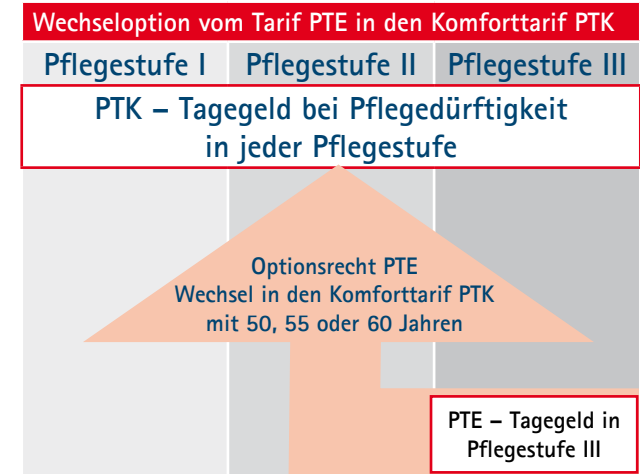 Wechseloption vom Tarif PTE in den Komforttarif PTK
Pflegestufe I Pflegestufe II Pflegestufe III
PTK – Tagegeld bei Pflegedürftigkeit
in jeder Pflegestufe
Optionsrecht PTE
Wechsel in den Komforttarif PTK
mit 50, 55 oder 60 Jahren
PTE – Tagegeld in
Pflegestufe III